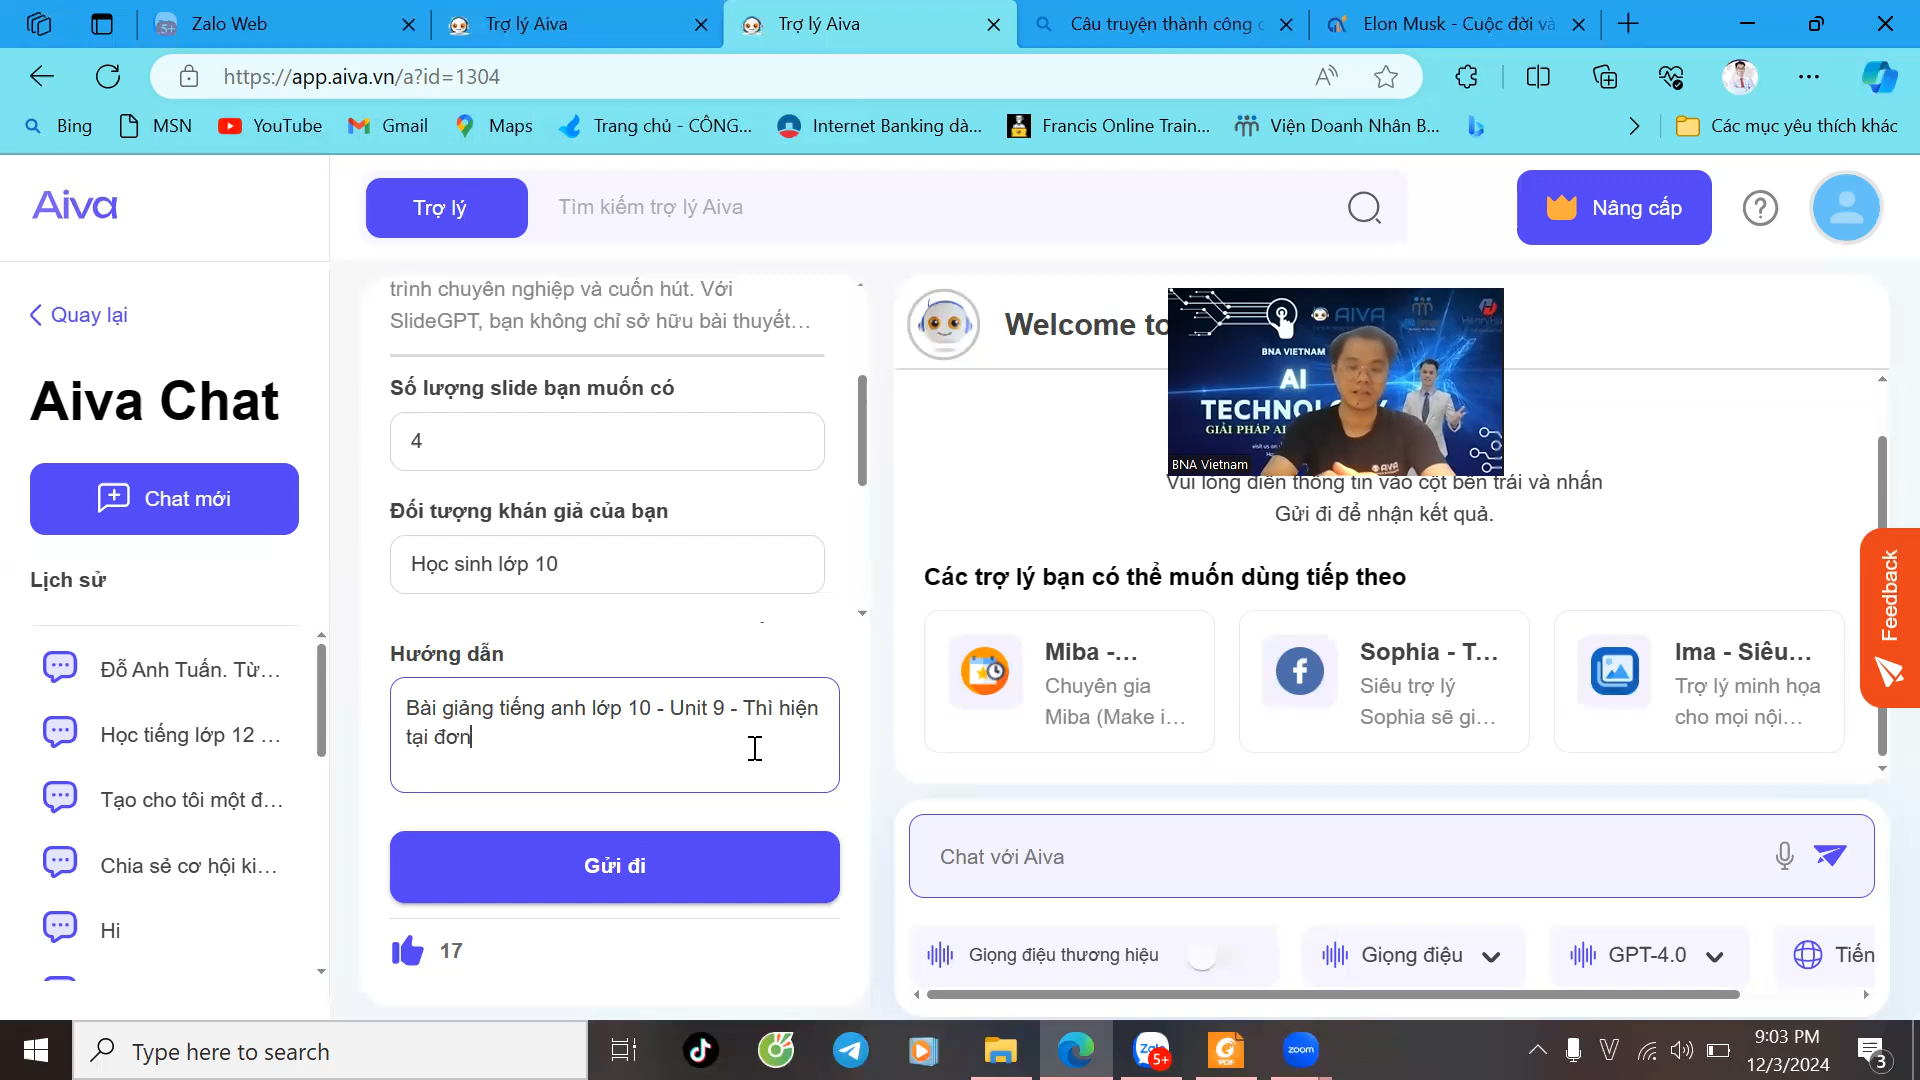 Zalo Web
Trợ lý Aiva
Trợ lý Aiva
Câu truyện thành công
Elon Musk - Cuộc đời và
https://app.aiva.vn/a?id=1304
Bing
MSN
YouTube
Gmail
Maps
Trang chủ - CÔNG...
Internet Banking dà...
Francis Online Train...
Viện Doanh Nhân B...
Các mục yêu thích khác
Aiva
Trợ lý
Tìm kiếm trợ lý Aiva
Nâng cấp
Quay lại
Aiva Chat
Chat mới
Lịch sử
Đỗ Anh Tuấn. Từ...
Học tiếng lớp 12 ...
Tạo cho tôi một đ...
Chia sẻ cơ hội ki...
Hi
trình chuyên nghiệp và cuốn hút. Với
SlideGPT, bạn không chỉ sở hữu bài thuyết...
Số lượng slide bạn muốn có
4
Đối tượng khán giả của bạn
Học sinh lớp 10
Hướng dẫn
Bài giảng tiếng anh lớp 10 - Unit 9 - Thì hiện
tại đơn
Gửi đi
17
Welcome to
AIVA
BNA VIETNAM
AI
TECHNOL
GIẢI PHÁP AI
BNA Vietnam
Vui lòng điền thông tin vào cột bên trái và nhấn
Gửi đi để nhận kết quả.
Các trợ lý bạn có thể muốn dùng tiếp theo
Miba -...
Chuyên gia
Miba (Make i...
Sophia - T...
Siêu trợ lý
Sophia sẽ gi...
Ima - Siêu...
Trợ lý minh họa
cho mọi nội...
Feedback
Chat với Aiva
Giọng điệu thương hiệu
Giọng điệu
GPT-4.0
Tiến
Type here to search
5+
zoom
9:03 PM
12/3/2024
3